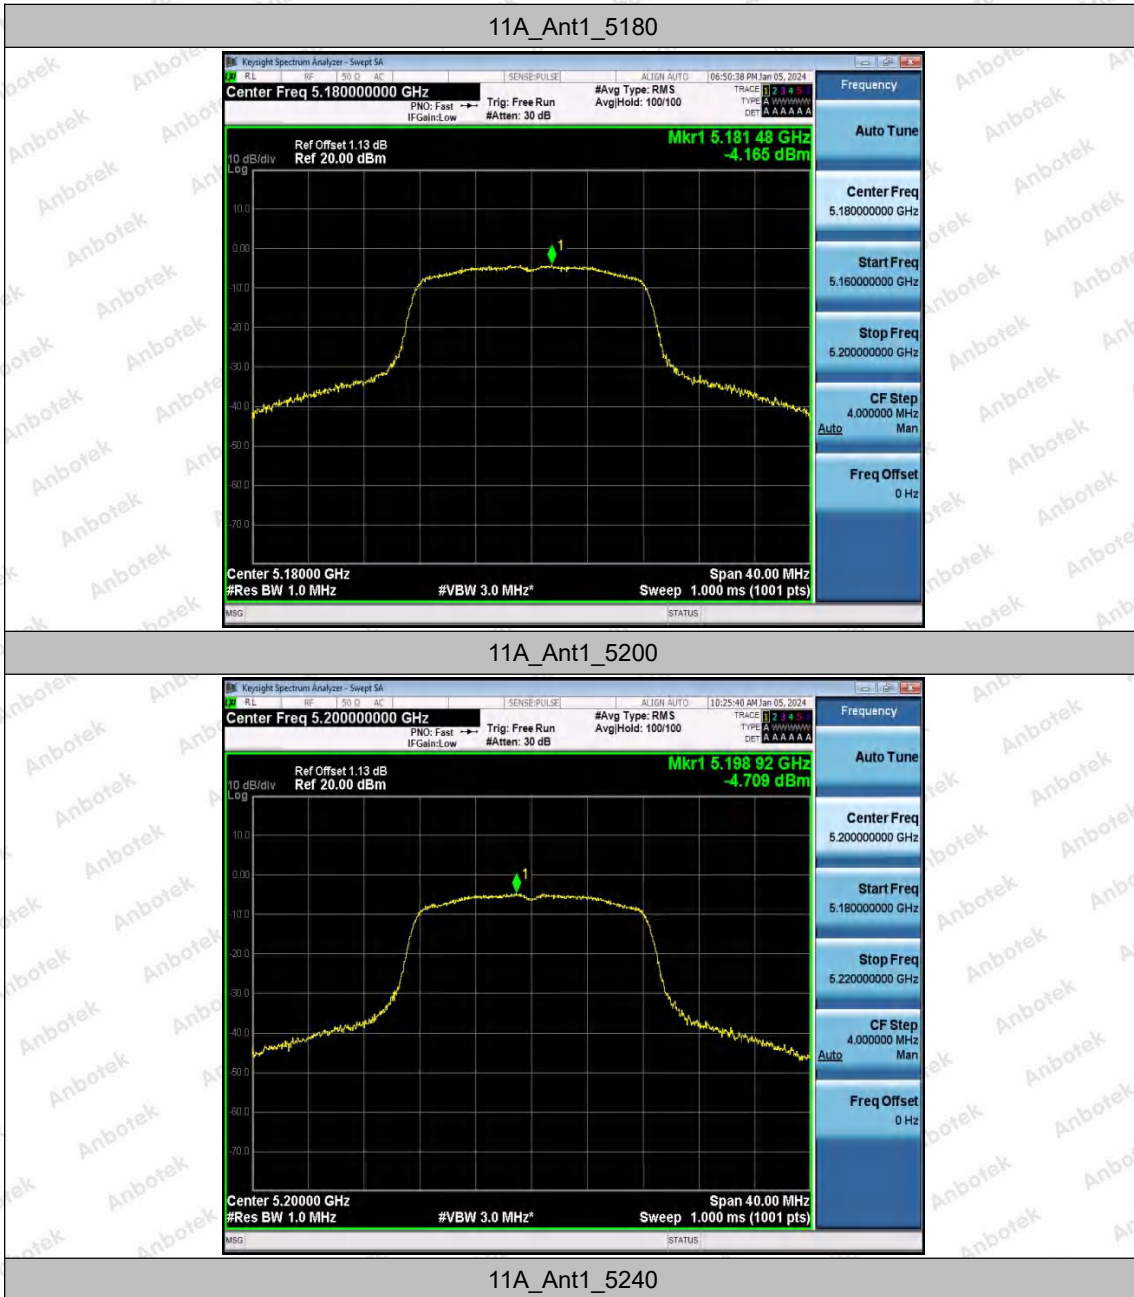 11A_Ant1_5180
Keysight Spectrum Analyzer - Swept SA
RL RF 50 Ω AC SENSE:PULSE ALIGN AUTO 06:50:38 PM Jan 05, 2024
Center Freq 5.180000000 GHz
PNO: Fast
IFGain:Low
Trig: Free Run
#Atten: 30 dB
#Avg Type: RMS
Avg|Hold: 100/100
TRACE 1 2 3 4 5
TYPE A WWWWW
DET A A A A A A
Frequency
Ref Offset 1.13 dB
10 dB/div Ref 20.00 dBm
Log
Mkr1 5.181 48 GHz
-4.165 dBm
Auto Tune
Center Freq
5.180000000 GHz
Start Freq
5.160000000 GHz
Stop Freq
5.200000000 GHz
CF Step
4.000000 MHz
Auto Man
Freq Offset
0 Hz
10.0
0.00
-10.0
-20.0
-30.0
-40.0
-50.0
-60.0
-70.0
1
Center 5.18000 GHz Span 40.00 MHz
#Res BW 1.0 MHz #VBW 3.0 MHz* Sweep 1.000 ms (1001 pts)
MSG STATUS
11A_Ant1_5200
Keysight Spectrum Analyzer - Swept SA
RL RF 50 Ω AC SENSE:PULSE ALIGN AUTO 10:25:40 AM Jan 05, 2024
Center Freq 5.200000000 GHz
PNO: Fast
IFGain:Low
Trig: Free Run
#Atten: 30 dB
#Avg Type: RMS
Avg|Hold: 100/100
TRACE 1 2 3 4 5
TYPE A WWWWW
DET A A A A A A
Frequency
Ref Offset 1.13 dB
10 dB/div Ref 20.00 dBm
Log
Mkr1 5.198 92 GHz
-4.709 dBm
Auto Tune
Center Freq
5.200000000 GHz
Start Freq
5.180000000 GHz
Stop Freq
5.220000000 GHz
CF Step
4.000000 MHz
Auto Man
Freq Offset
0 Hz
10.0
0.00
-10.0
-20.0
-30.0
-40.0
-50.0
-60.0
-70.0
1
Center 5.20000 GHz Span 40.00 MHz
#Res BW 1.0 MHz #VBW 3.0 MHz* Sweep 1.000 ms (1001 pts)
MSG STATUS
11A_Ant1_5240
Anbotek